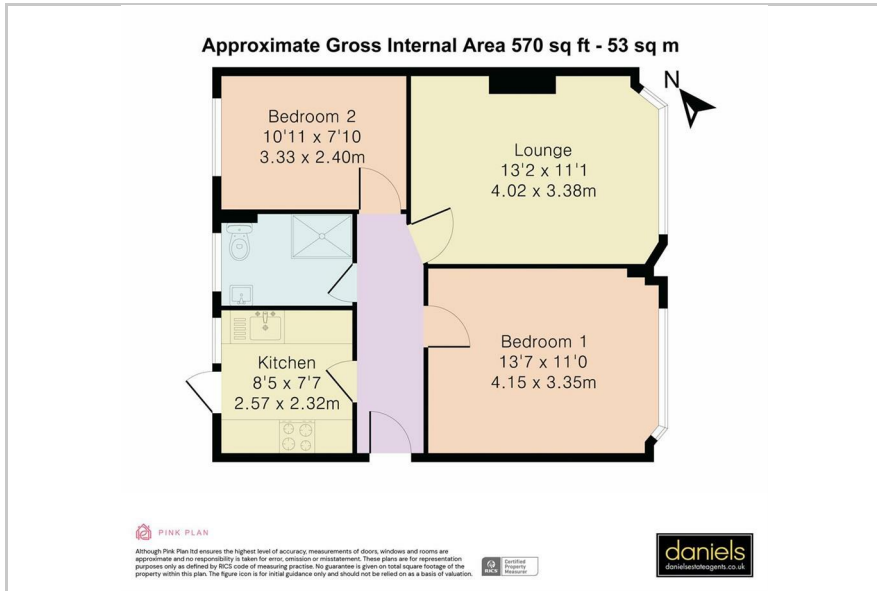 Approximate Gross Internal Area 570 sq ft - 53 sq m
N
Bedroom 2
10'11 x 7'10
3.33 x 2.40m
Lounge
13'2 x 11'1
4.02 x 3.38m
Bedroom 1
13'7 x 11'0
4.15 x 3.35m
Kitchen
8'5 x 7'7
2.57 x 2.32m
PINK PLAN
Although Pink Plan ltd ensures the highest level of accuracy, measurements of doors, windows and rooms are
approximate and no responsibility is taken for error, omission or misstatement. These plans are for representation
purposes only as defined by RICS code of measuring practise. No guarantee is given on total square footage of the
property within this plan. The figure icon is for initial guidance only and should not be relied on as a basis of valuation.
RICS
Certified
Property
Measurer
daniels
danielsestateagents.co.uk